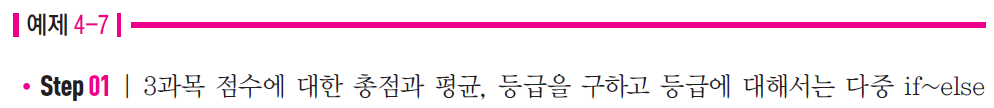 예제 4-7
• Step 01 | 3과목 점수에 대한 총점과 평균, 등급을 구하고 등급에 대해서는 다중 if~else